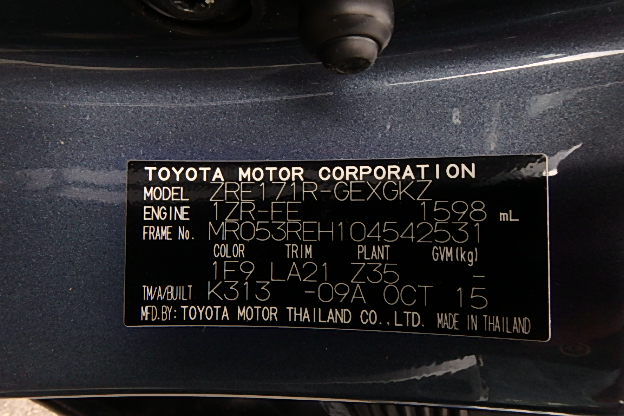 TOYOTA MOTOR CORPORATION
MODEL ZRE171R-GEXGKZ
ENGINE 1ZR-FE 1598 mL
FRAME No. MR053REH104542531
COLOR TRIM PLANT GVM(kg)
1F9 LA21 Z35 -
TM/A/BUILT K313 -09A OCT 15
MFD.BY: TOYOTA MOTOR THAILAND CO.,LTD. MADE IN THAILAND